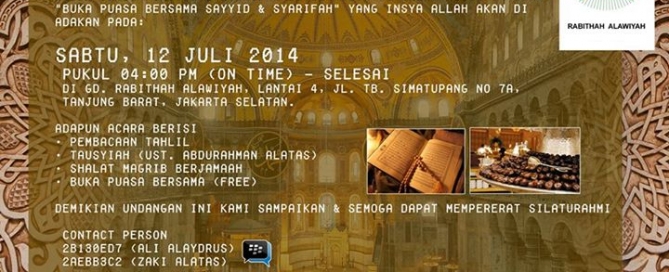 "BUKA PUASA BERSAMA SAYYID & SYARIFAH" YANG INSYA ALLAH AKAN DI
ADAKAN PADA:
RABITHAH ALAWIYAH
SABTU, 12 JULI 2014
PUKUL 04:00 PM (ON TIME) - SELESAI
DI GD. RABITHAH ALAWIYAH, LANTAI 4, JL. TB. SIMATUPANG NO 7A,
TANJUNG BARAT, JAKARTA SELATAN.
ADAPUN ACARA BERISI
· PEMBACAAN TAHLIL
· TAUSYIAH (UST. ABDURAHMAN ALATAS)
· SHALAT MAGRIB BERJAMAAH
· BUKA PUASA BERSAMA (FREE)
DEMIKIAN UNDANGAN INI KAMI SAMPAIKAN & SEMOGA DAPAT MEMPERERAT SILATURAHMI
CONTACT PERSON
2B130ED7 (ALI ALAYDRUS)
2AEBB3C2 (ZAKI ALATAS)